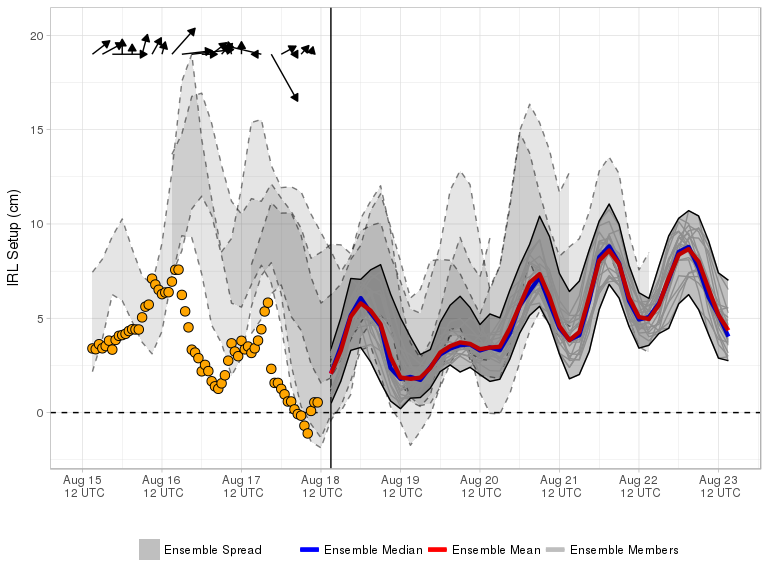 IRL Setup (cm)
20
15
10
5
0
Aug 15 Aug 16 Aug 17 Aug 18 Aug 19 Aug 20 Aug 21 Aug 22 Aug 23
12 UTC 12 UTC 12 UTC 12 UTC 12 UTC 12 UTC 12 UTC 12 UTC 12 UTC
Ensemble Spread Ensemble Median Ensemble Mean Ensemble Members